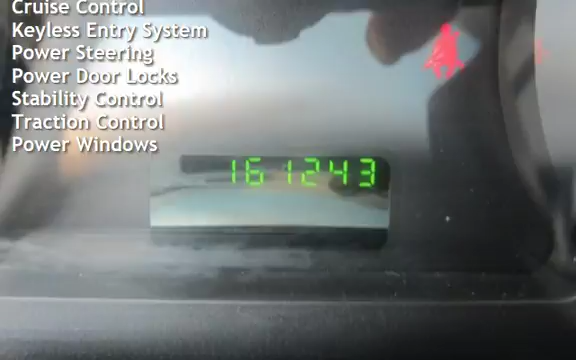 Cruise Control
Keyless Entry System
Power Steering
Power Door Locks
Stability Control
Traction Control
Power Windows
161243